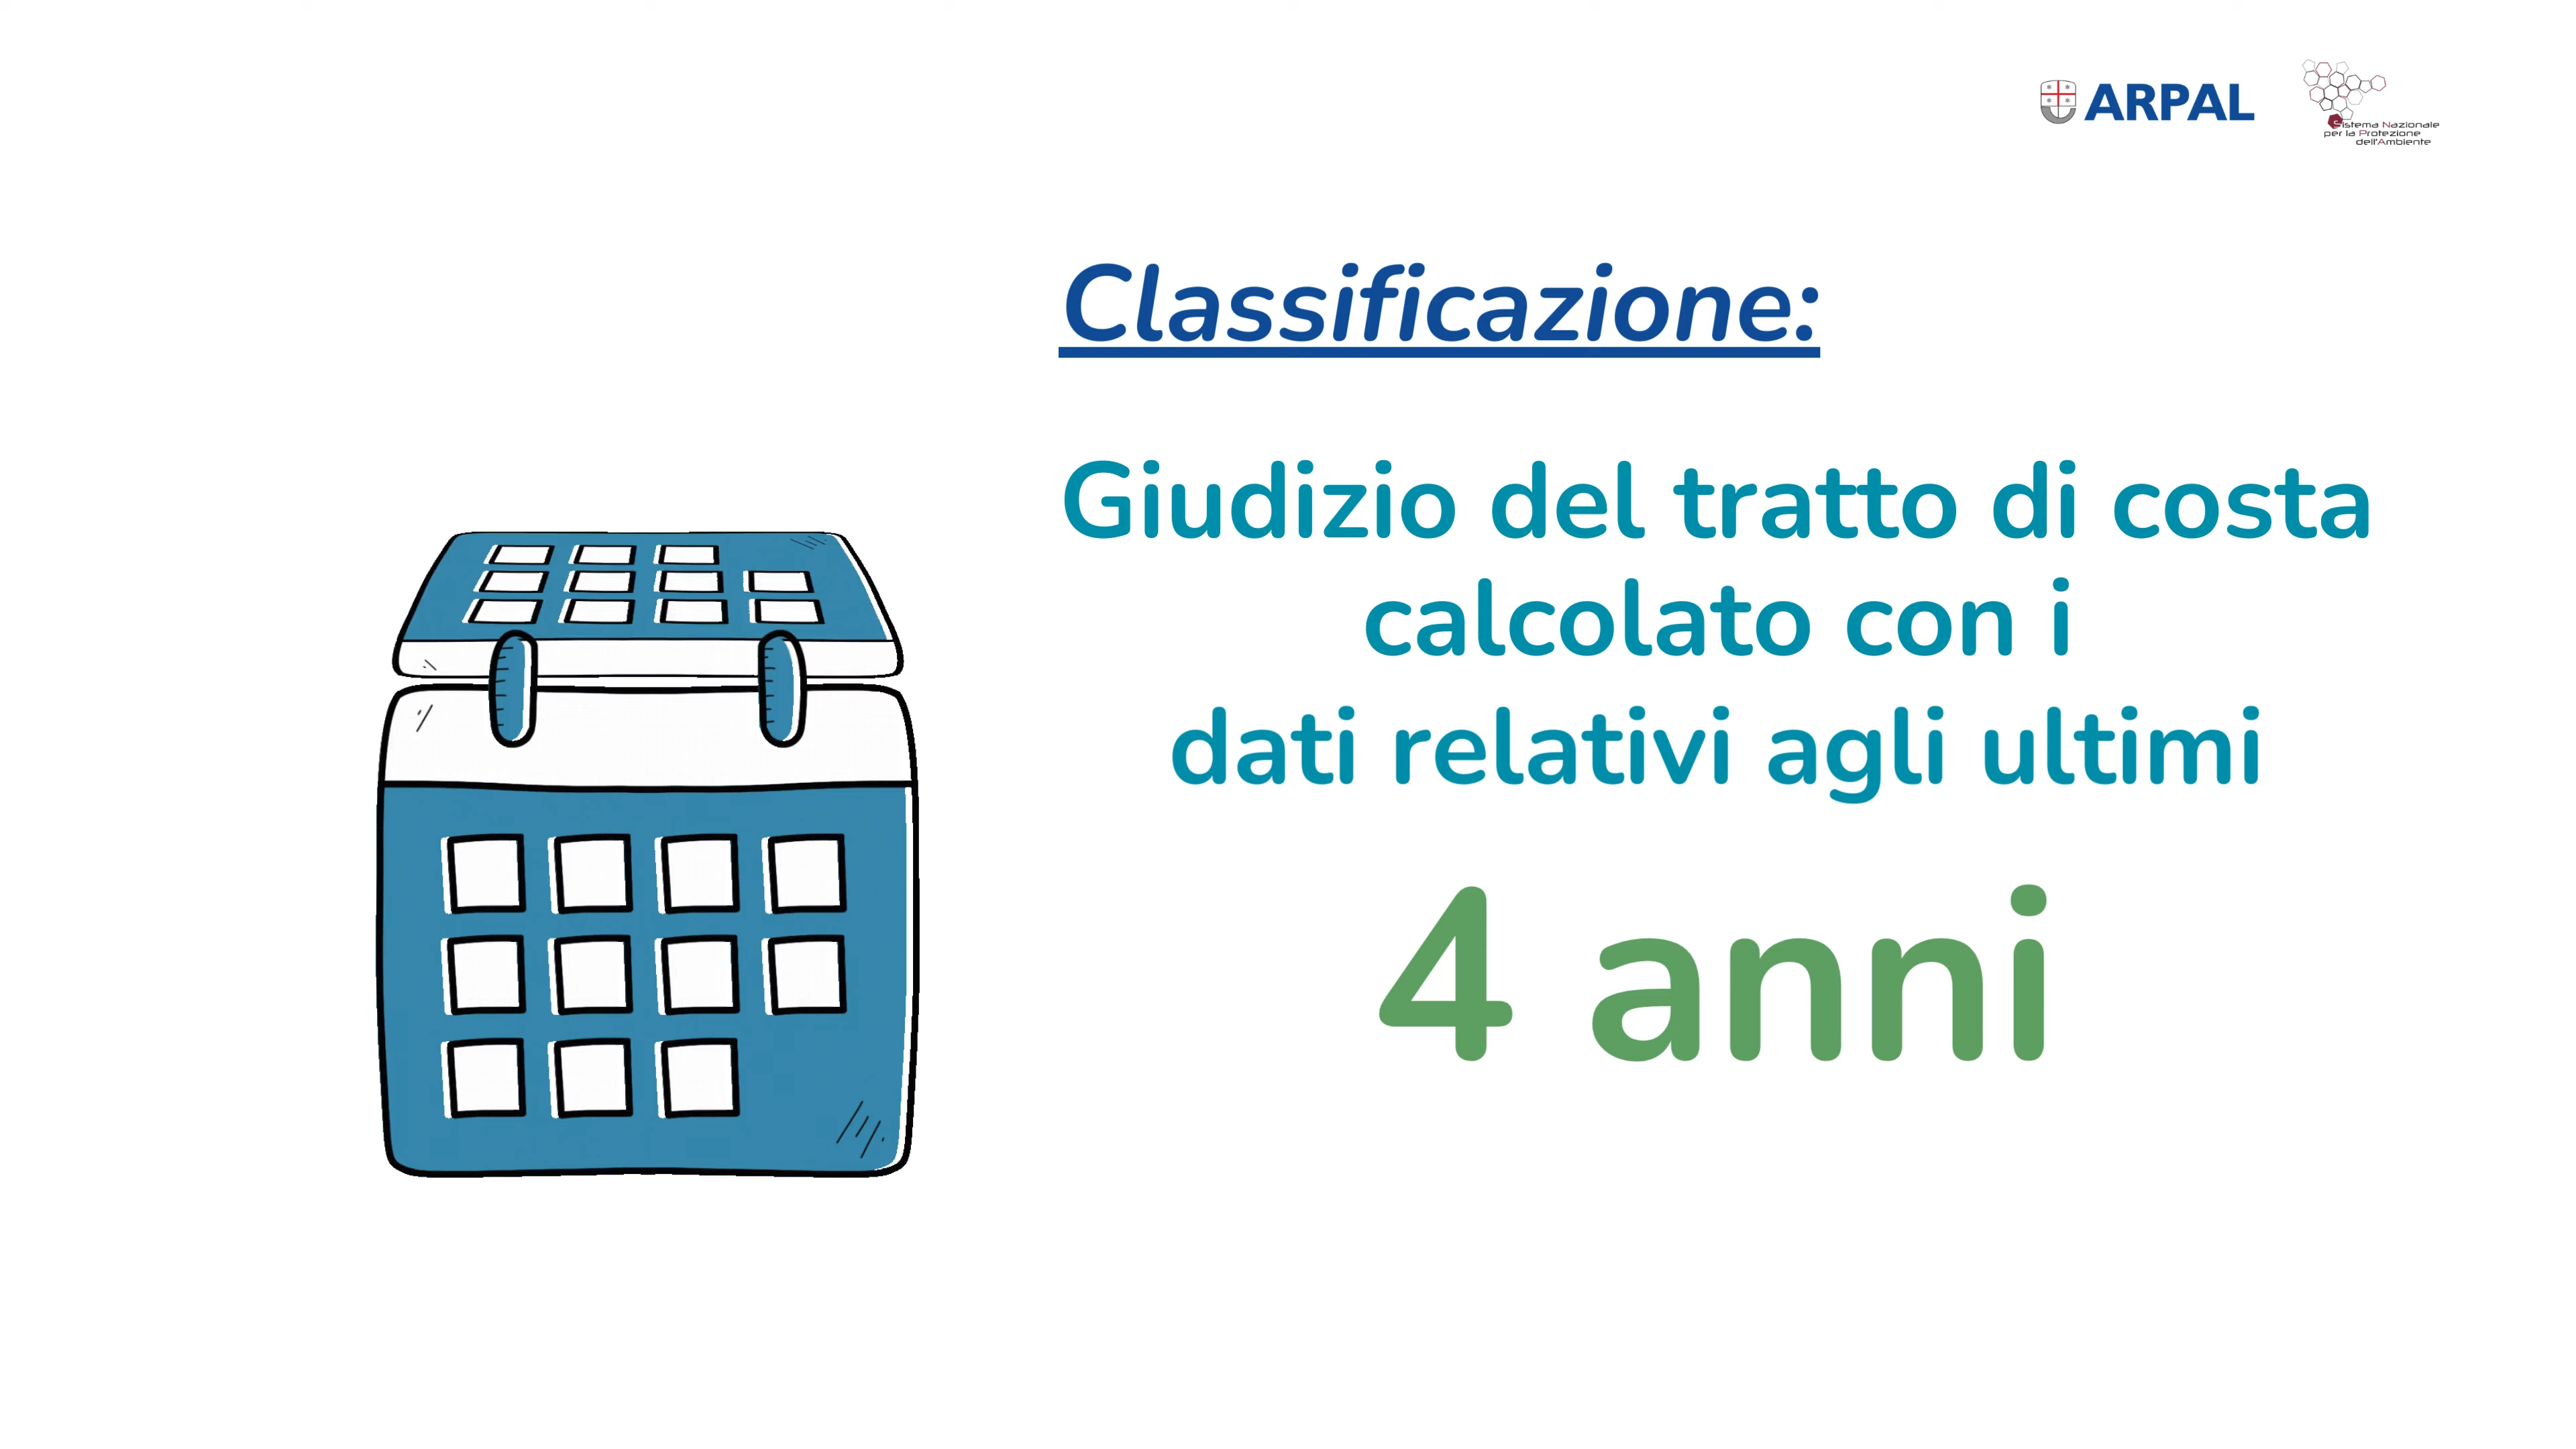 ARPAL
Sistema Nazionale
per la Protezione
dell'Ambiente
Classificazione:
Giudizio del tratto di costa
calcolato con i
dati relativi agli ultimi
4 anni